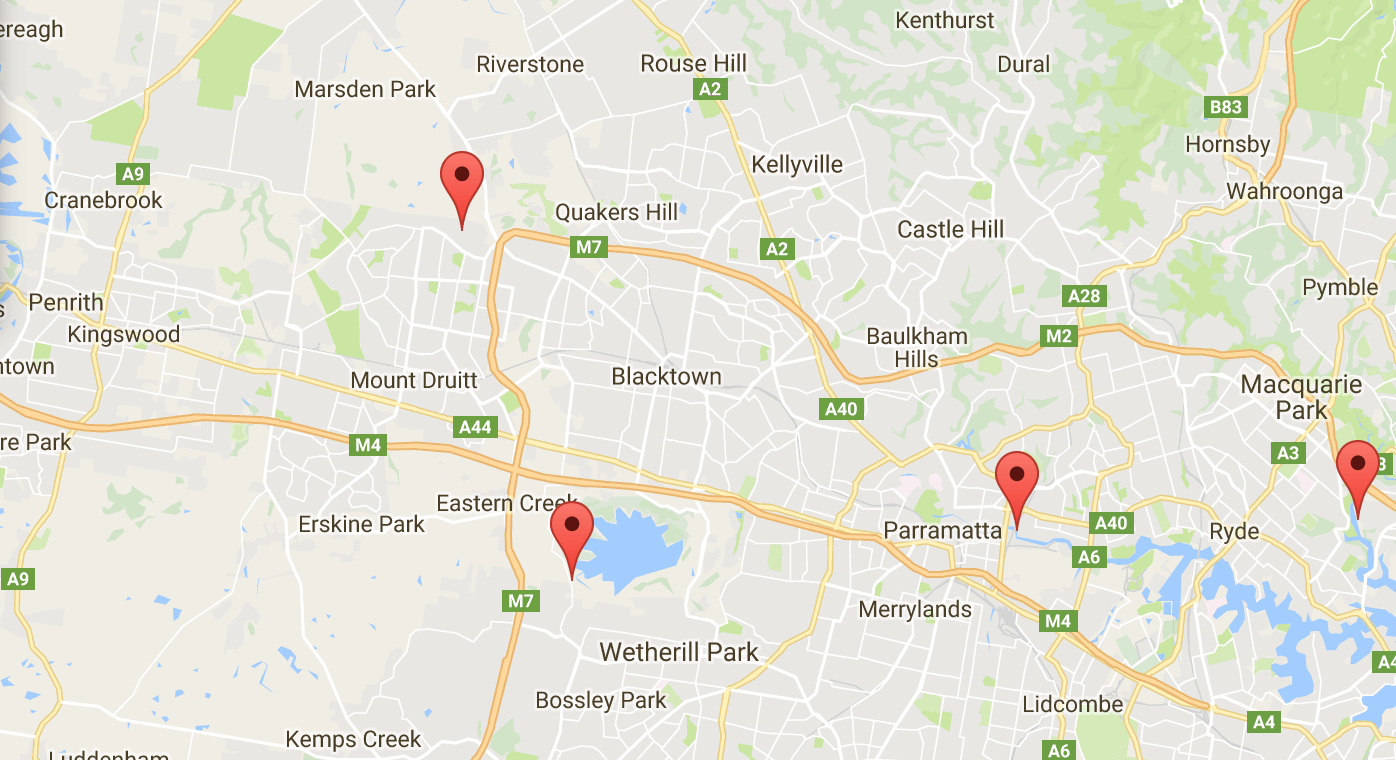 Kenthurst
ereagh
Riverstone
Rouse Hill
Dural
Marsden Park
A2
B83
Hornsby
Kellyville
A9
Wahroonga
Cranebrook
Quakers Hill
Castle Hill
M7
A2
Pymble
A28
Penrith
Kingswood
Baulkham
Hills
M2
ntown
Mount Druitt
Blacktown
Macquarie
Park
A40
A44
re Park
M4
A3
3
Eastern Creek
Erskine Park
Parramatta
A40
Ryde
A6
A9
M7
Merrylands
M4
Wetherill Park
A4
Bossley Park
Lidcombe
A4
Kemps Creek
A6
Luddenham